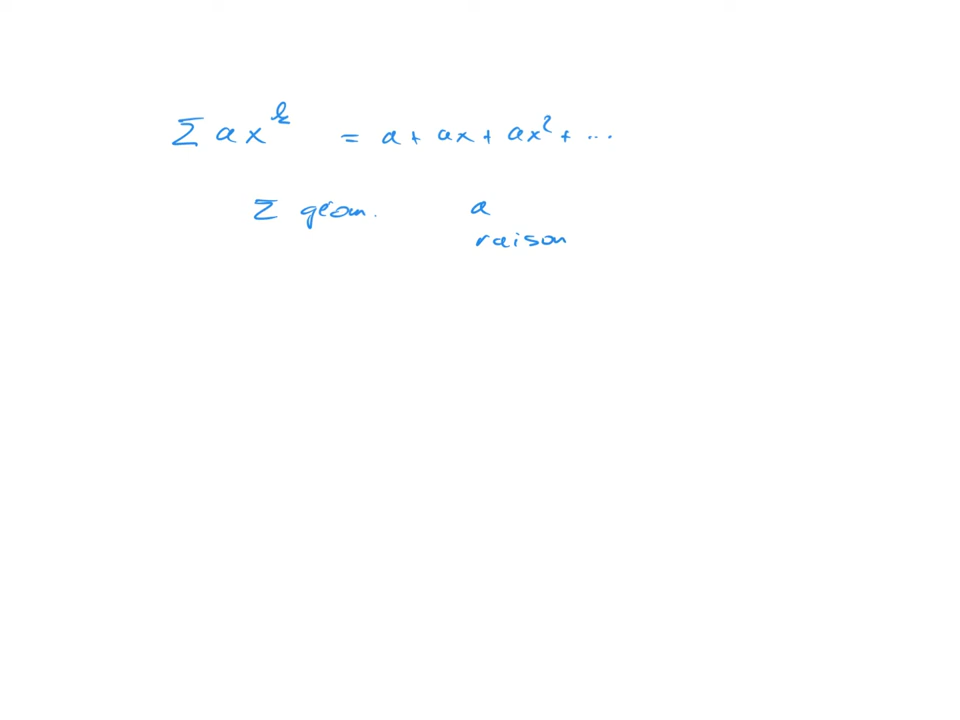 Σ a x^k = a + ax + ax² + ...
Σ géom. a
raison